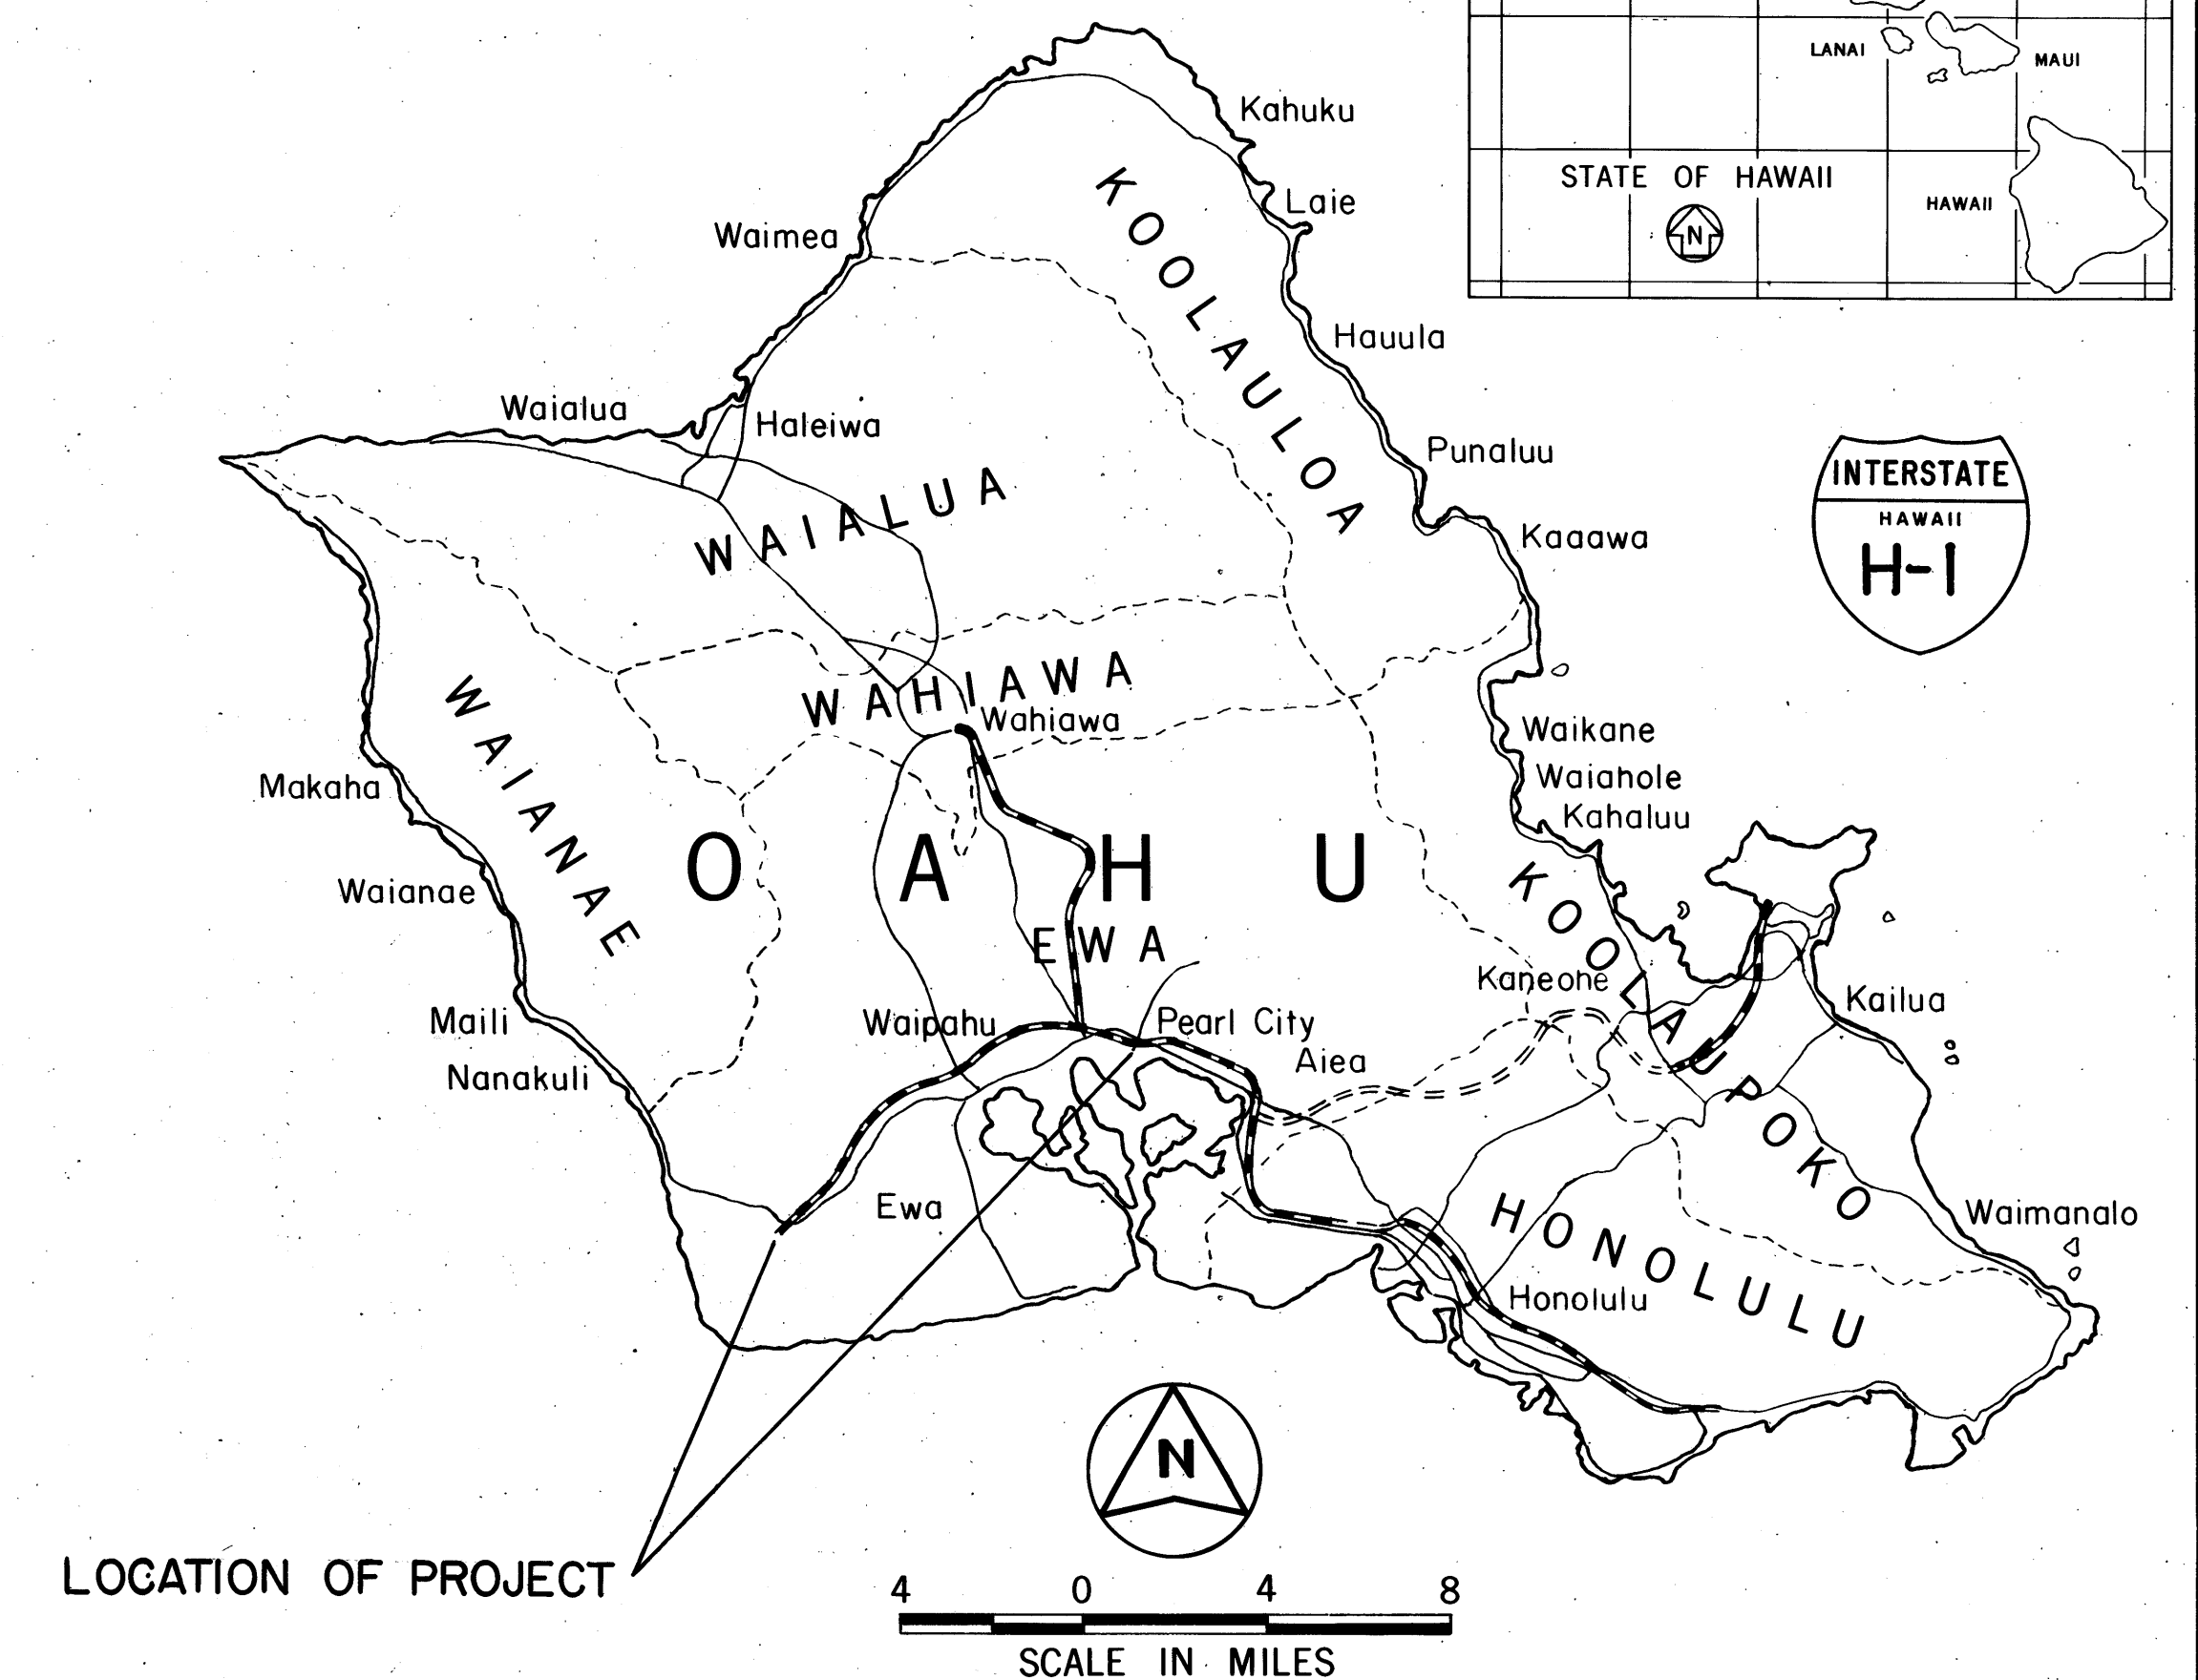 LANAI
MAUI
STATE OF HAWAII
HAWAII
N
Kahuku
Laie
Waimea
KOOLAULOA
Hauula
Waialua
Haleiwa
Punaluu
INTERSTATE
HAWAII
H-1
WAIALUA
Kaaawa
WAHIAWA
Wahiawa
WAIANAE
Waikane
Makaha
Waiahole
Kahaluu
OAHU
Waianae
KOOLAUPOKO
EWA
Kaneohe
Kailua
Maili
Waipahu
Pearl City
Aiea
Nanakuli
Ewa
HONOLULU
Waimanalo
Honolulu
N
LOCATION OF PROJECT
4 0 4 8
SCALE IN MILES